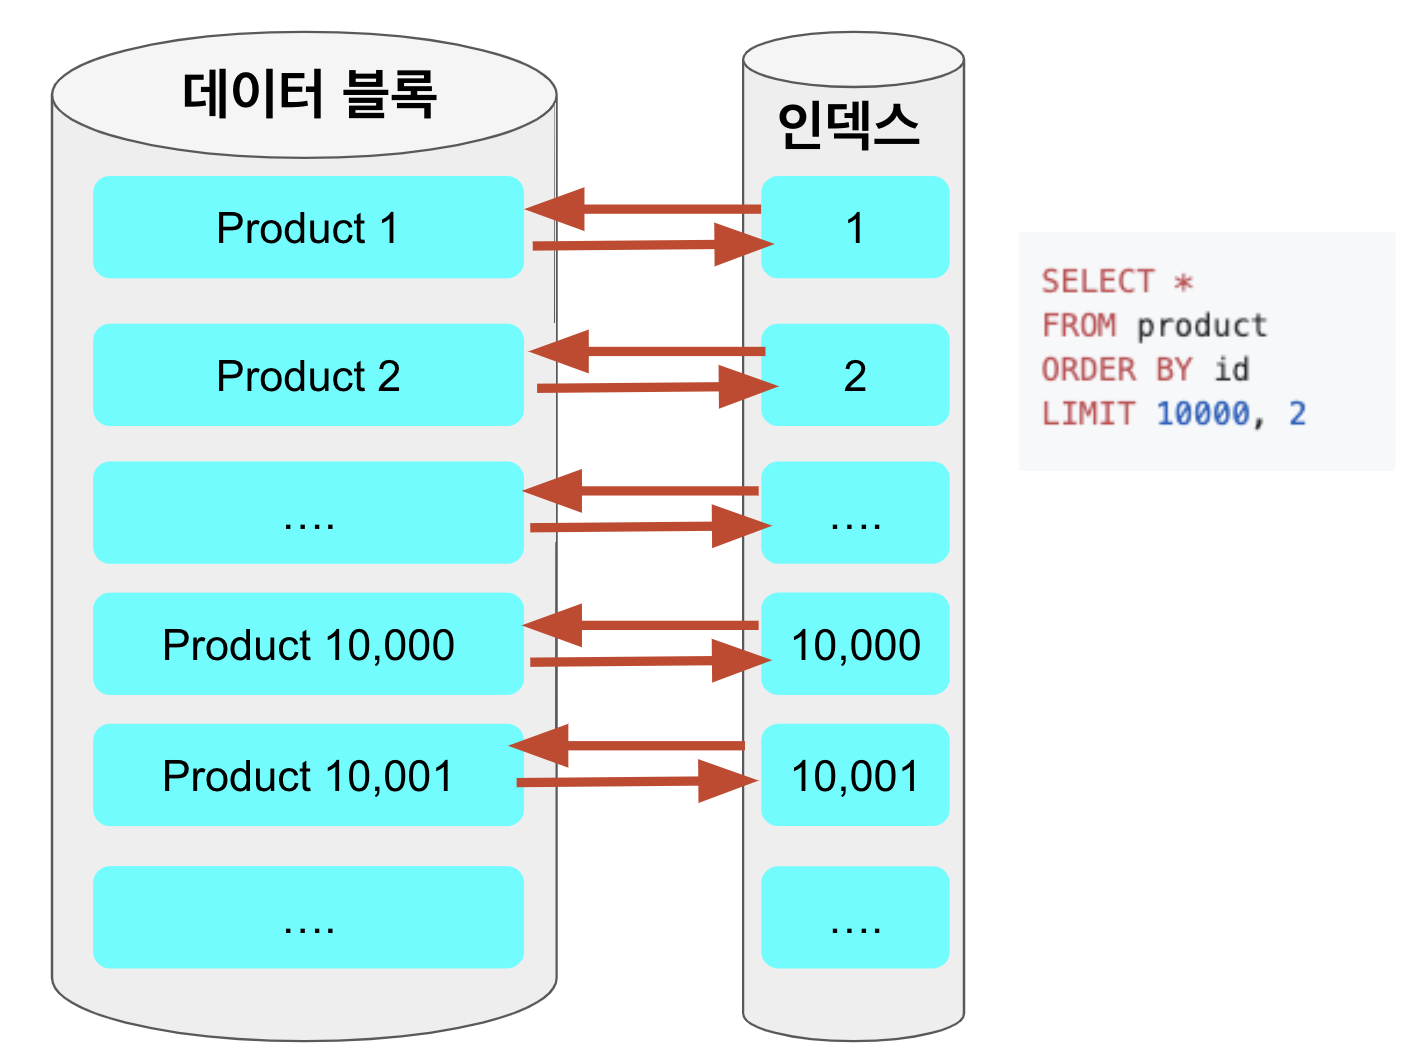 데이터 블록
Product 1
Product 2
....
Product 10,000
Product 10,001
....
인덱스
1
2
....
10,000
10,001
....
SELECT *
FROM product
ORDER BY id
LIMIT 10000, 2